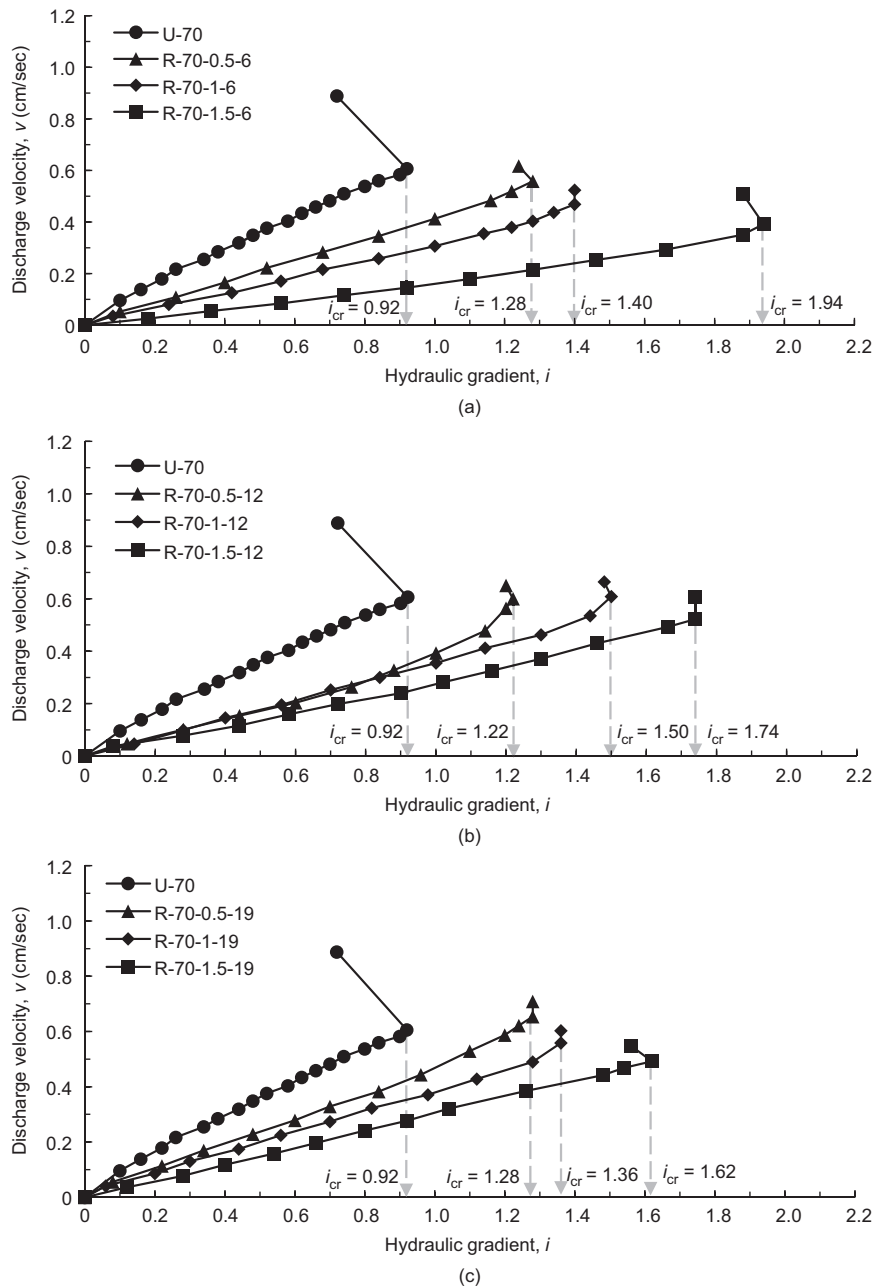 1.2
1.0
0.8
0.6
0.4
0.2
0
Discharge velocity, v (cm/sec)
U-70
R-70-0.5-6
R-70-1-6
R-70-1.5-6
icr = 0.92
icr = 1.28
icr = 1.40
icr = 1.94
0 0.2 0.4 0.6 0.8 1.0 1.2 1.4 1.6 1.8 2.0 2.2
Hydraulic gradient, i
(a)
1.2
1.0
0.8
0.6
0.4
0.2
0
Discharge velocity, v (cm/sec)
U-70
R-70-0.5-12
R-70-1-12
R-70-1.5-12
icr = 0.92
icr = 1.22
icr = 1.50
icr = 1.74
0 0.2 0.4 0.6 0.8 1.0 1.2 1.4 1.6 1.8 2.0 2.2
Hydraulic gradient, i
(b)
1.2
1.0
0.8
0.6
0.4
0.2
0
Discharge velocity, v (cm/sec)
U-70
R-70-0.5-19
R-70-1-19
R-70-1.5-19
icr = 0.92
icr = 1.28
icr = 1.36
icr = 1.62
0 0.2 0.4 0.6 0.8 1.0 1.2 1.4 1.6 1.8 2.0 2.2
Hydraulic gradient, i
(c)